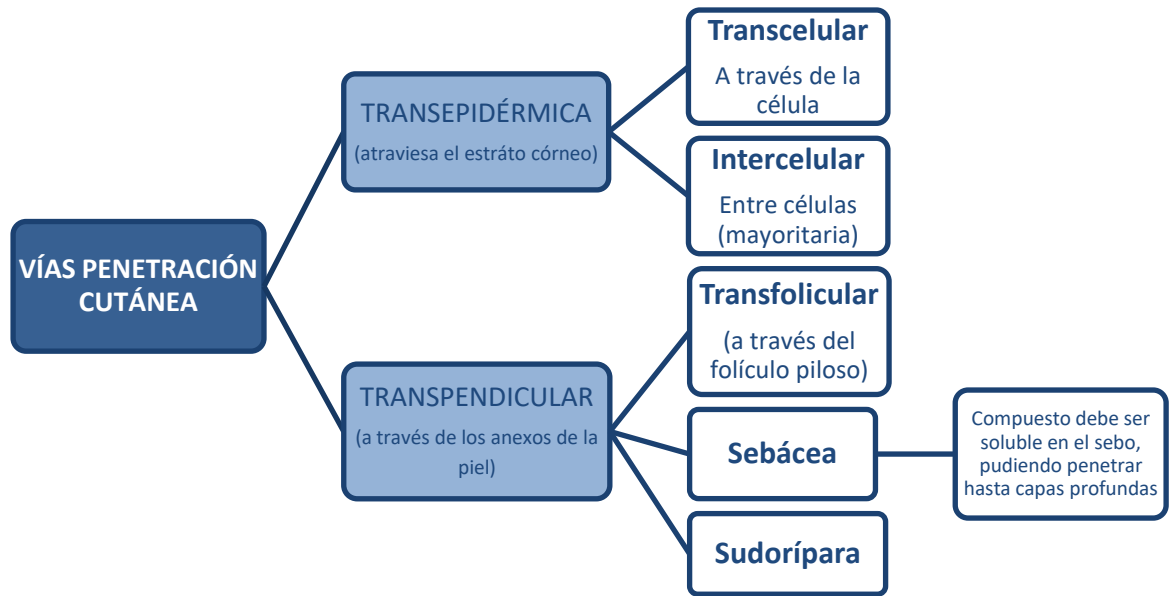 VÍAS PENETRACIÓN
CUTÁNEA
TRANSEPIDÉRMICA
(atraviesa el estráto córneo)
Transcelular
A través de la
célula
Intercelular
Entre células
(mayoritaria)
TRANSPENDICULAR
(a través de los anexos de la
piel)
Transfolicular
(a través del
folículo piloso)
Sebácea
Compuesto debe ser
soluble en el sebo,
pudiendo penetrar
hasta capas profundas
Sudorípara